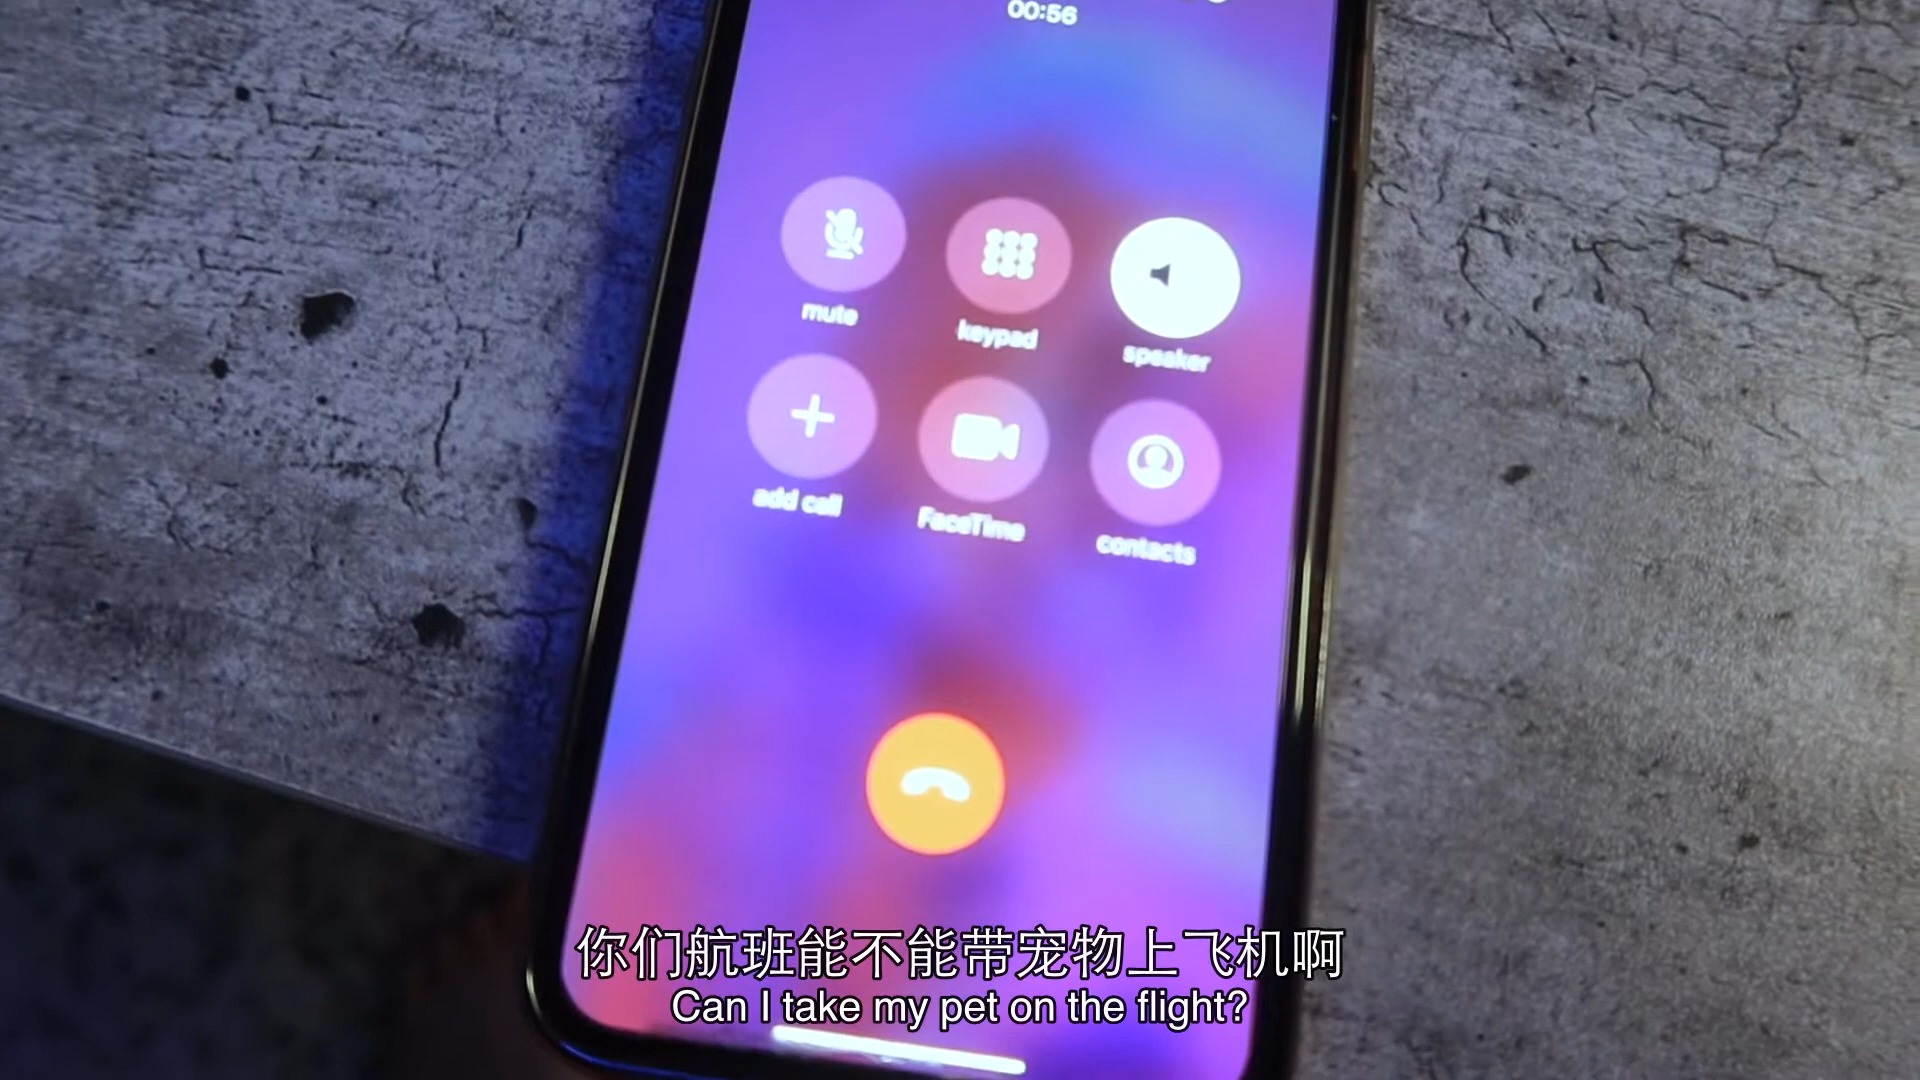 00:56
mute
keypad
speaker
add call
FaceTime
contacts
你们航班能不能带宠物上飞机啊
Can I take my pet on the flight?